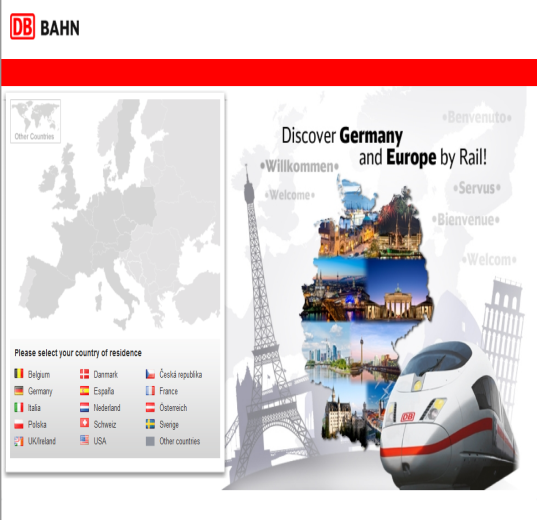 DB BAHN
Other Countries
Discover Germany
and Europe by Rail!
•Benvenuto•
•Willkommen•
•Welcome•
•Servus•
•Bienvenue•
•Welcom•
DB
Please select your country of residence
Belgium Danmark Česká republika
Germany España France
Italia Nederland Österreich
Polska Schweiz Sverige
UK/Ireland USA Other countries